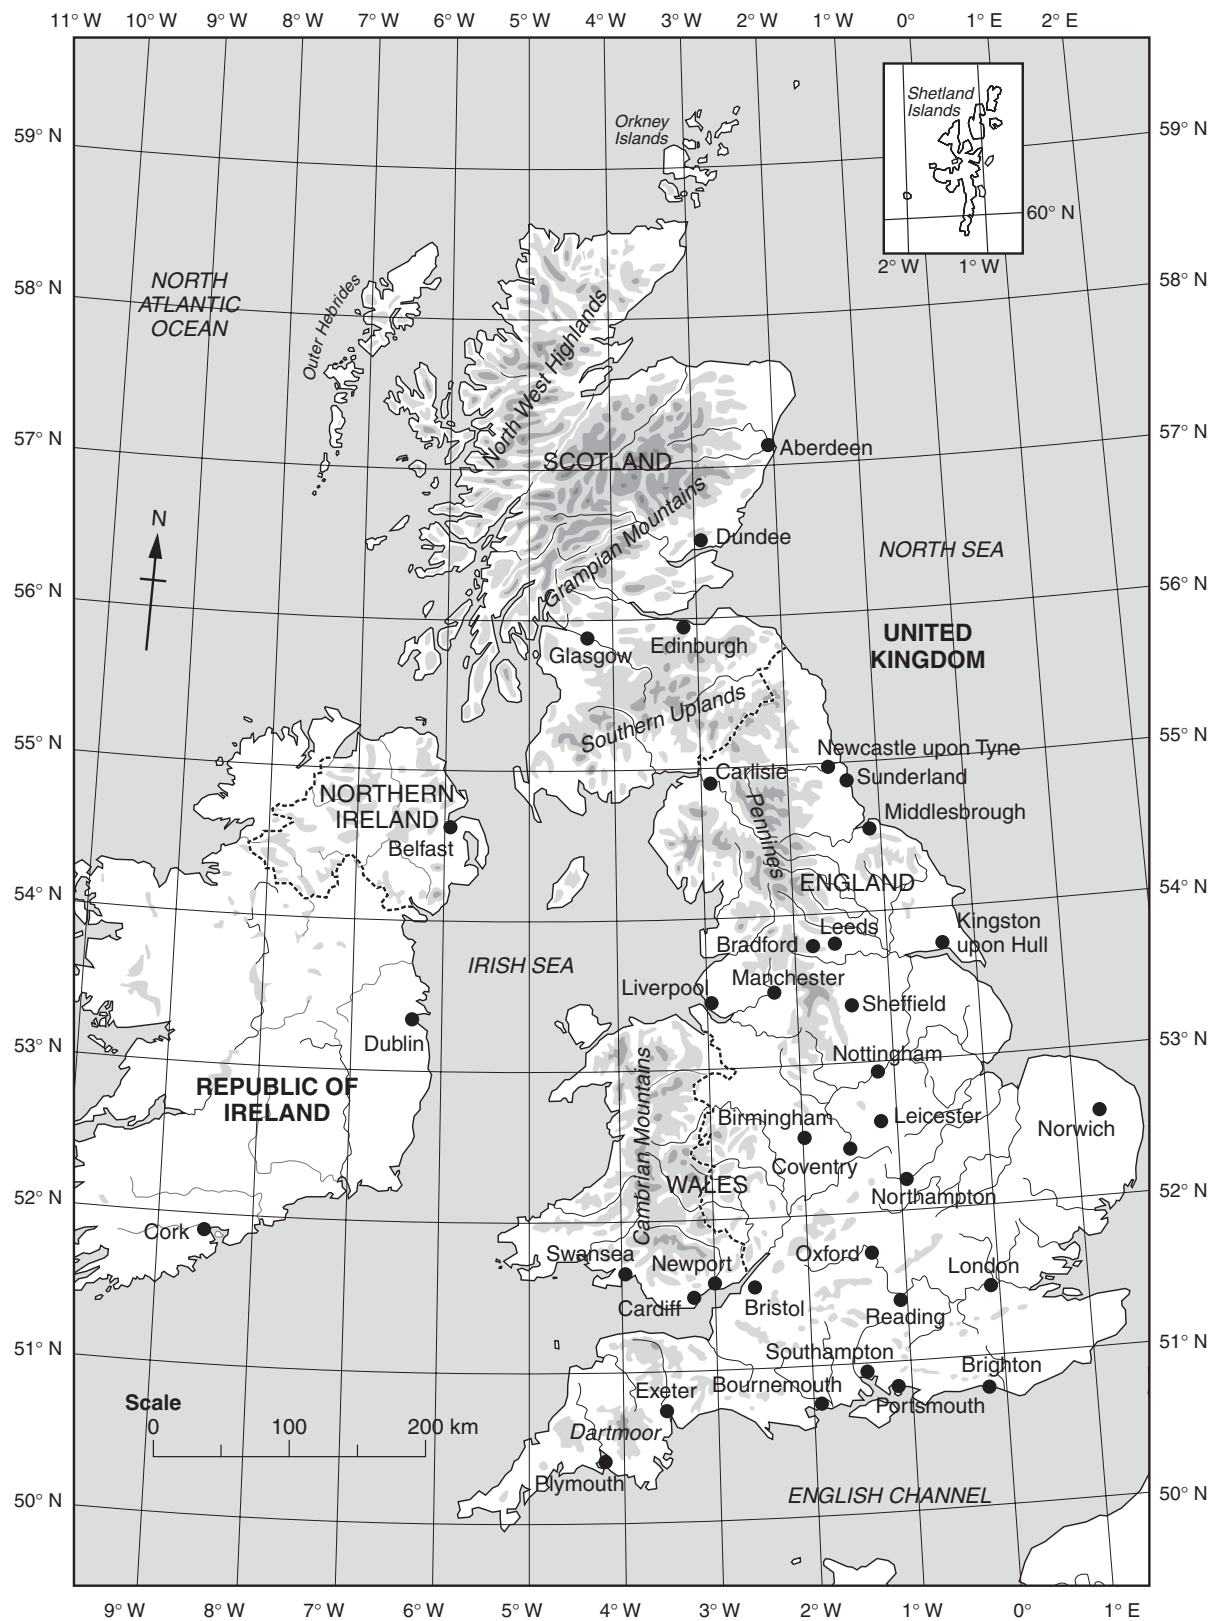 11° W 10° W 9° W 8° W 7° W 6° W 5° W 4° W 3° W 2° W 1° W 0° 1° E 2° E
59° N
59° N
Orkney
Islands
Shetland
Islands
60° N
2° W
1° W
58° N
58° N
NORTH
ATLANTIC
OCEAN
Outer Hebrides
North West Highlands
57° N
57° N
SCOTLAND
Aberdeen
Grampian Mountains
Dundee
N
NORTH SEA
56° N
56° N
UNITED
KINGDOM
Glasgow
Edinburgh
Southern Uplands
55° N
55° N
Newcastle upon Tyne
Carlisle
Sunderland
NORTHERN
IRELAND
Belfast
Pennines
Middlesbrough
54° N
54° N
ENGLAND
Kingston
upon Hull
Leeds
Bradford
IRISH SEA
Manchester
Liverpool
Sheffield
53° N
53° N
Dublin
Nottingham
REPUBLIC OF
IRELAND
Cambrian Mountains
Birmingham
Leicester
Norwich
Coventry
WALES
Northampton
52° N
52° N
Cork
Swansea
Newport
Oxford
London
Cardiff
Bristol
Reading
51° N
51° N
Southampton
Brighton
Exeter
Bournemouth
Portsmouth
Scale
0 100 200 km
Dartmoor
Plymouth
50° N
50° N
ENGLISH CHANNEL
9° W 8° W 7° W 6° W 5° W 4° W 3° W 2° W 1° W 0° 1° E